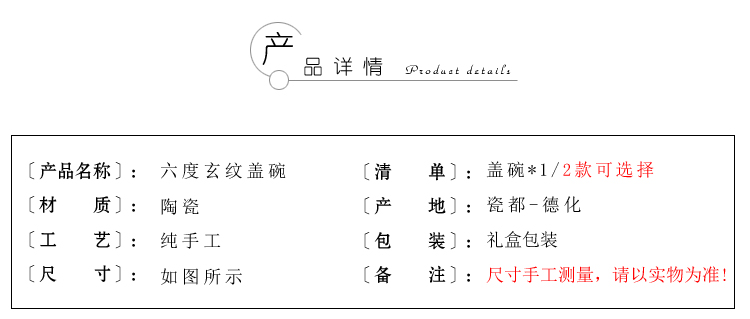 产品详情 Product details
〔产品名称〕： 六度玄纹盖碗 〔清 单〕： 盖碗*1/2款可选择
〔材 质〕： 陶瓷 〔产 地〕： 瓷都-德化
〔工 艺〕： 纯手工 〔包 装〕： 礼盒包装
〔尺 寸〕： 如图所示 〔备 注〕： 尺寸手工测量，请以实物为准!